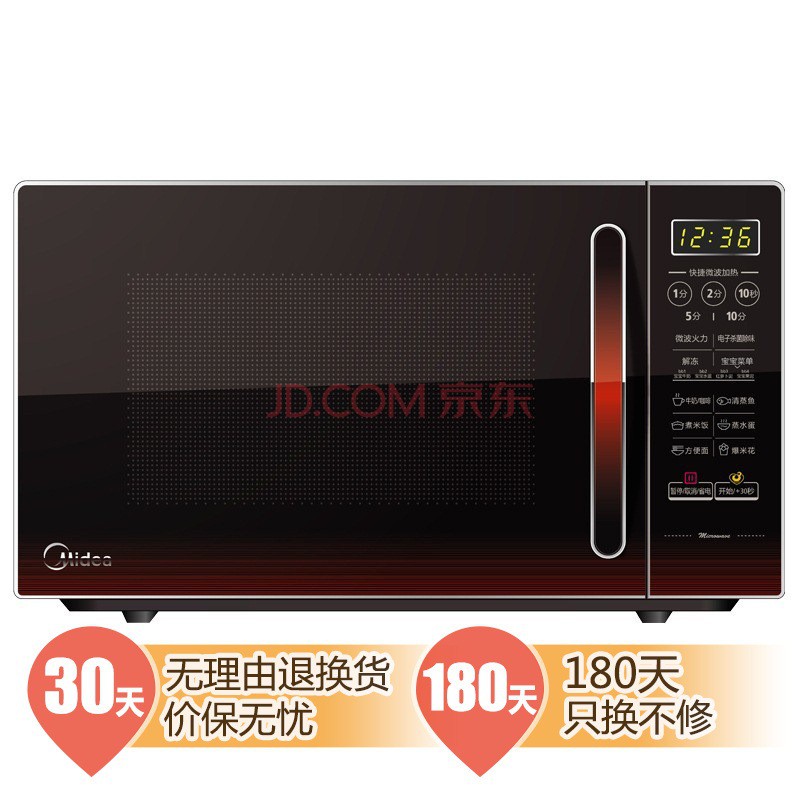 12:36
快捷微波加热
1分 2分 10秒
5分 | 10分
微波火力 电子杀菌除味
解冻 宝宝菜单
牛奶/咖啡 清蒸鱼
煮米饭 蒸水蛋
方便面 爆米花
暂停/取消/省电 开始/+30秒
Microwave
JD.COM 京东
Midea
30天 无理由退换货
价保无忧
180天 180天
只换不修